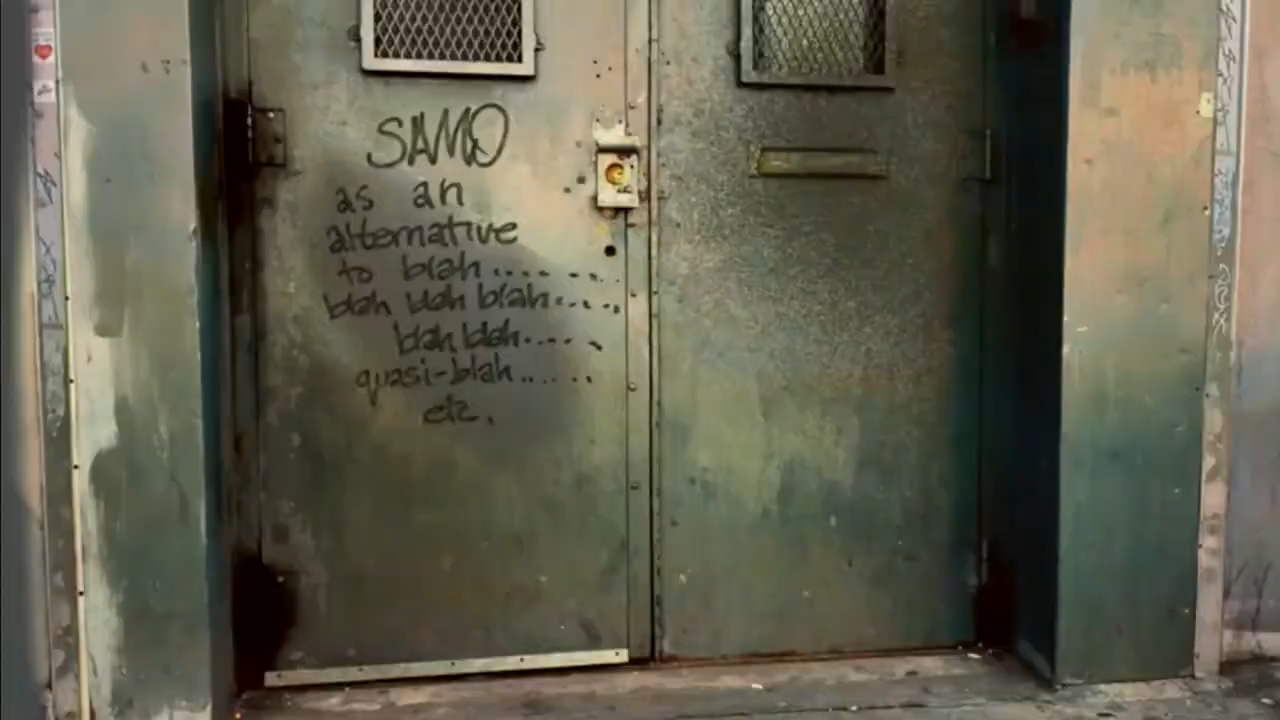 SAMO
as an
alternative
to blah.... ...
blah blah blah.....
blah blah.....
quasi-blah......
etc.